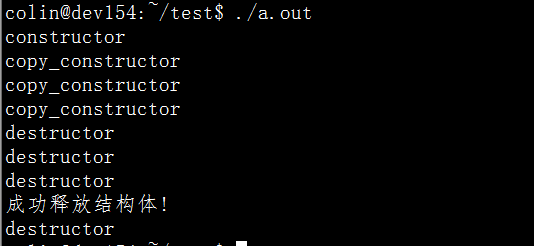 colin@dev154:~/test$ ./a.out
constructor
copy_constructor
copy_constructor
copy_constructor
destructor
destructor
destructor
成功释放结构体!
destructor